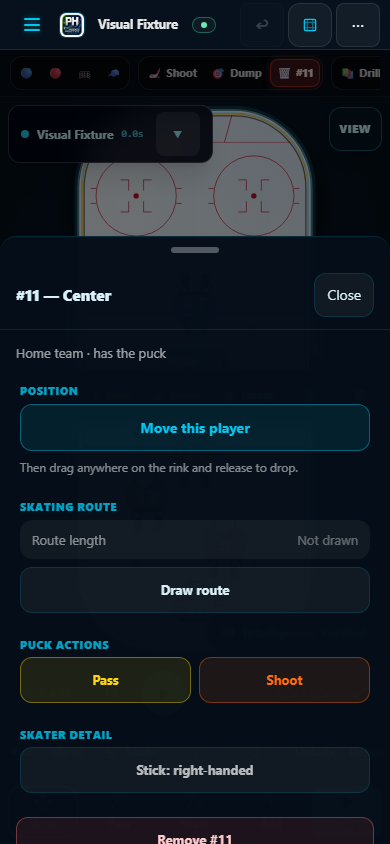 PH
Visual Fixture
...
Shoot
Dump
#11
Drill
Visual Fixture 0.0s
VIEW
#11 — Center
Close
Home team · has the puck
POSITION
Move this player
Then drag anywhere on the rink and release to drop.
SKATING ROUTE
Route length Not drawn
Draw route
PUCK ACTIONS
Pass
Shoot
SKATER DETAIL
Stick: right-handed
Remove #11